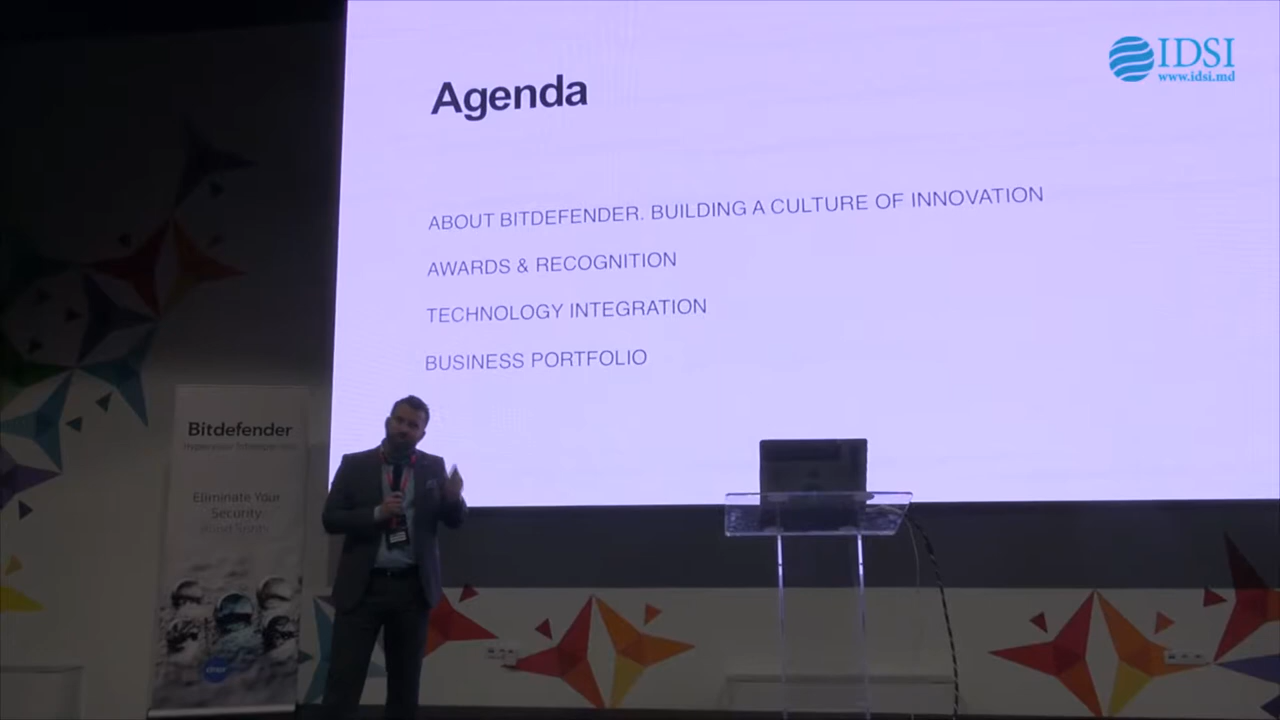 IDSI
www.idsi.md
Agenda
ABOUT BITDEFENDER. BUILDING A CULTURE OF INNOVATION
AWARDS & RECOGNITION
TECHNOLOGY INTEGRATION
BUSINESS PORTFOLIO
Bitdefender
Eliminate Your
Security